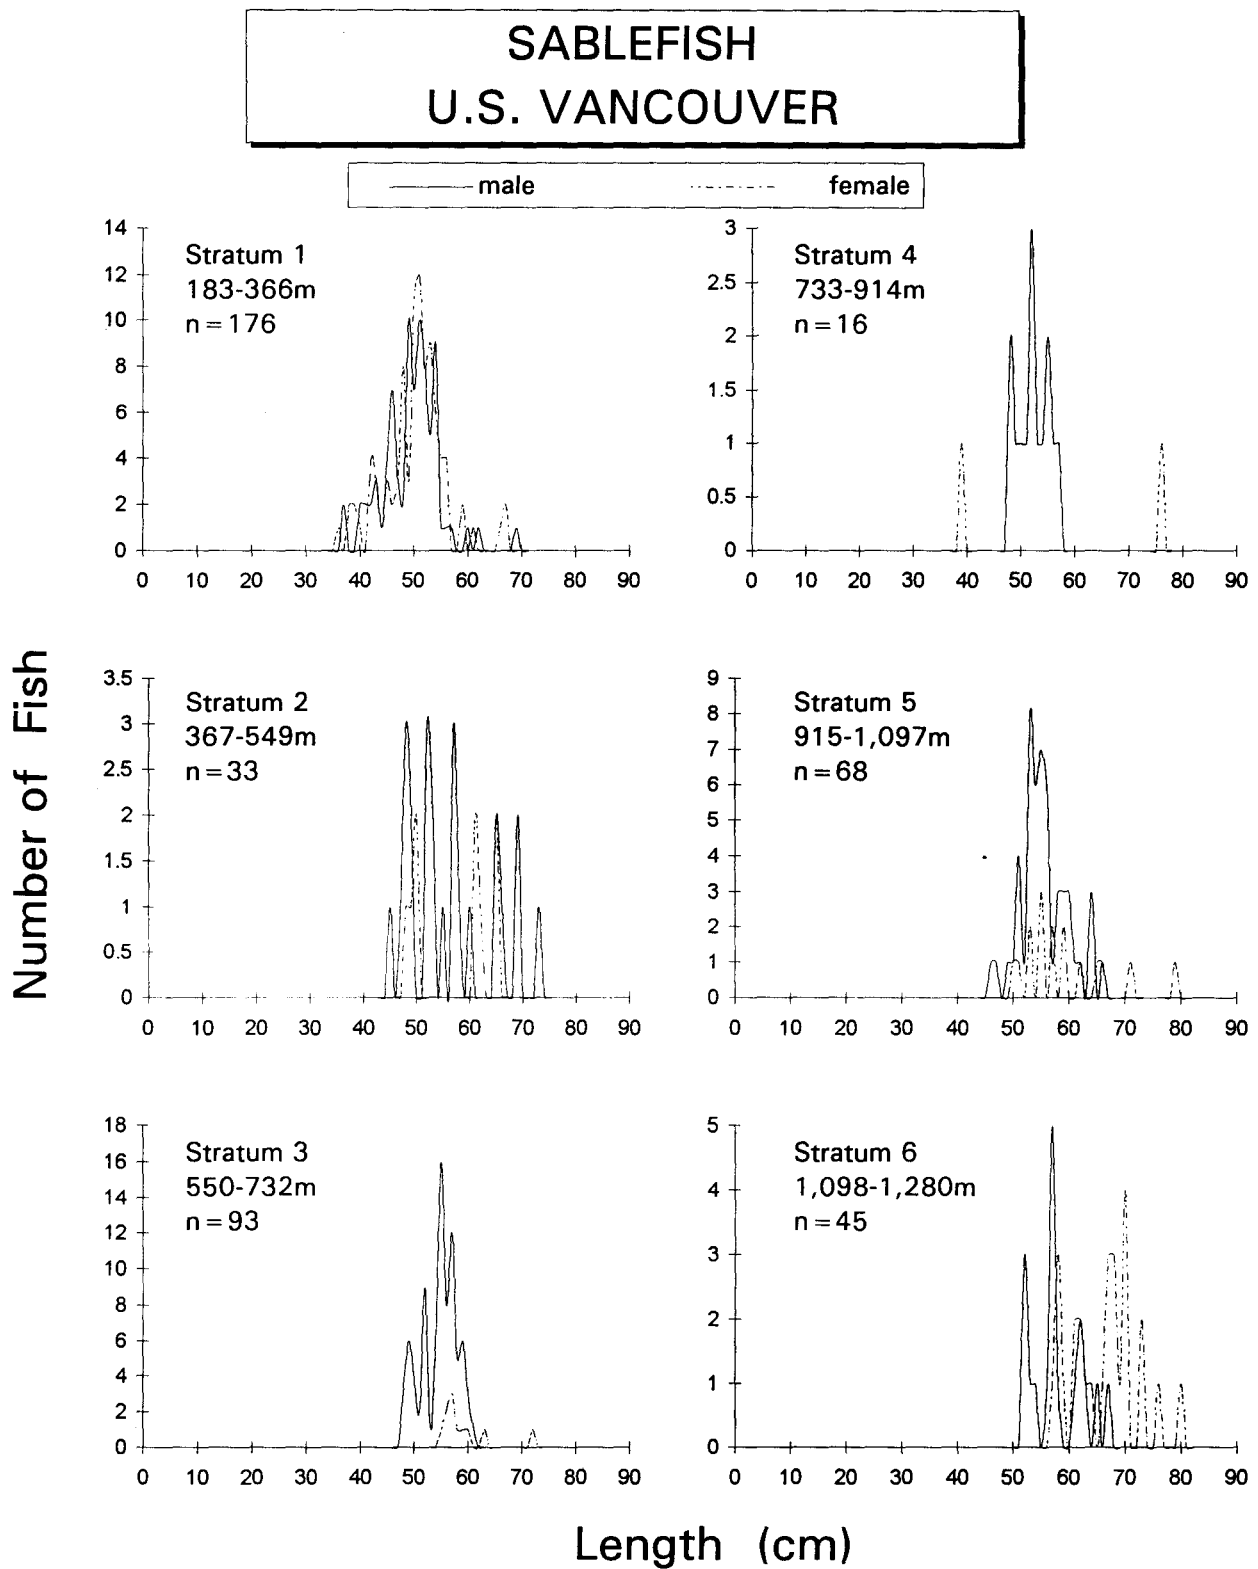 SABLEFISH
U.S. VANCOUVER
male female
Number of Fish
Stratum 1
183-366m
n=176
14
12
10
8
6
4
2
0
0 10 20 30 40 50 60 70 80 90
Stratum 4
733-914m
n=16
3
2.5
2
1.5
1
0.5
0
0 10 20 30 40 50 60 70 80 90
Stratum 2
367-549m
n=33
3.5
3
2.5
2
1.5
1
0.5
0
0 10 20 30 40 50 60 70 80 90
Stratum 5
915-1,097m
n=68
9
8
7
6
5
4
3
2
1
0
0 10 20 30 40 50 60 70 80 90
Stratum 3
550-732m
n=93
18
16
14
12
10
8
6
4
2
0
0 10 20 30 40 50 60 70 80 90
Stratum 6
1,098-1,280m
n=45
5
4
3
2
1
0
0 10 20 30 40 50 60 70 80 90
Length (cm)